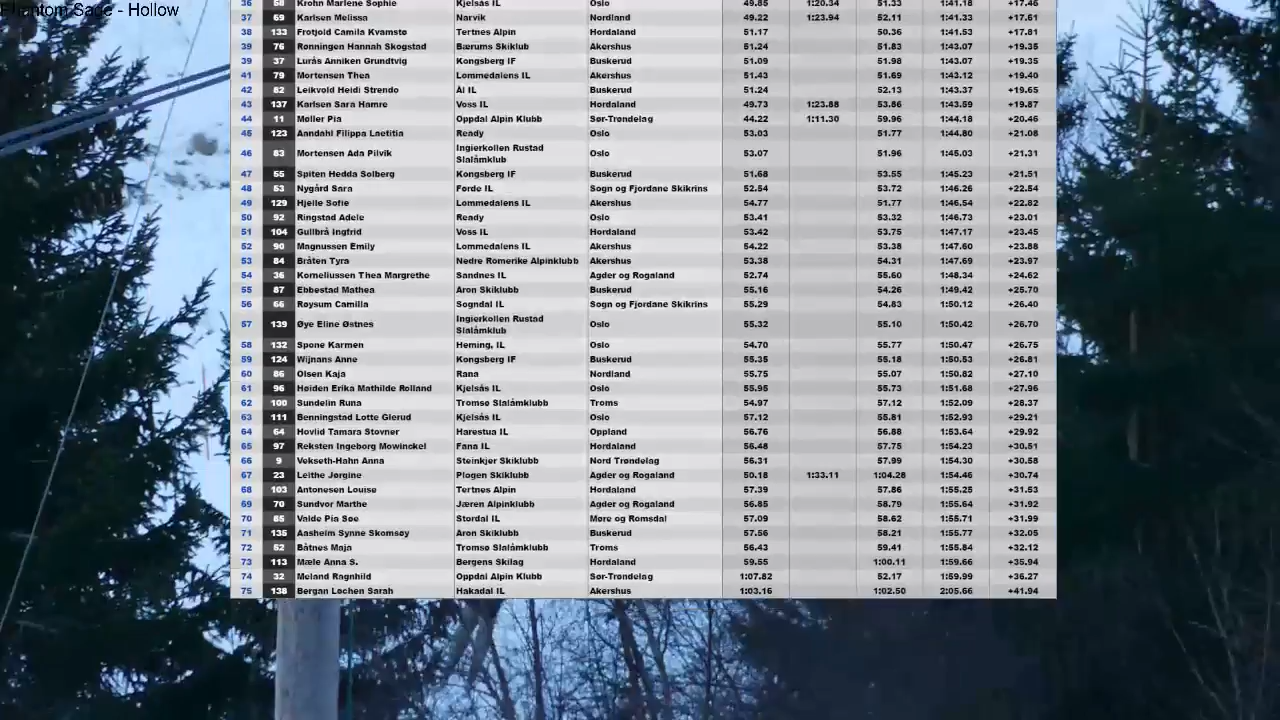 Phantom Sage - Hollow
36 58 Krohn Marlene Sophie Kjelsås IL Oslo 49.85 1:20.34 51.33 1:41.18 +17.46
37 69 Karlsen Melissa Narvik Nordland 49.22 1:23.94 52.11 1:41.33 +17.61
38 133 Frotjold Camila Kvamstø Tertnes Alpin Hordaland 51.17 50.36 1:41.53 +17.81
39 76 Rønningen Hannah Skogstad Bærums Skiklub Akershus 51.24 51.83 1:43.07 +19.35
39 37 Lurås Anniken Grundtvig Kongsberg IF Buskerud 51.09 51.98 1:43.07 +19.35
41 79 Mortensen Thea Lommedalens IL Akershus 51.43 51.69 1:43.12 +19.40
42 82 Leikvold Heidi Strendo Ål IL Buskerud 51.24 52.13 1:43.37 +19.65
43 137 Karlsen Sara Hamre Voss IL Hordaland 49.73 1:23.88 53.86 1:43.59 +19.87
44 11 Møller Pia Oppdal Alpin Klubb Sør-Trøndelag 44.22 1:11.30 59.96 1:44.18 +20.46
45 123 Aandahl Filippa Laetitia Ready Oslo 53.03 51.77 1:44.80 +21.08
46 83 Mortensen Ada Pilvik Ingierkollen Rustad Slalåmklub Oslo 53.07 51.96 1:45.03 +21.31
47 55 Spiten Hedda Solberg Kongsberg IF Buskerud 51.68 53.55 1:45.23 +21.51
48 53 Nygård Sara Førde IL Sogn og Fjordane Skikrins 52.54 53.72 1:46.26 +22.54
49 129 Hjelle Sofie Lommedalens IL Akershus 54.77 51.77 1:46.54 +22.82
50 92 Ringstad Adele Ready Oslo 53.41 53.32 1:46.73 +23.01
51 104 Gullbrå Ingfrid Voss IL Hordaland 53.42 53.75 1:47.17 +23.45
52 90 Magnussen Emily Lommedalens IL Akershus 54.22 53.38 1:47.60 +23.88
53 84 Bråten Tyra Nedre Romerike Alpinklubb Akershus 53.38 54.31 1:47.69 +23.97
54 36 Korneliussen Thea Margrethe Sandnes IL Agder og Rogaland 52.74 55.60 1:48.34 +24.62
55 87 Ebbestad Mathea Aron Skiklubb Buskerud 55.16 54.26 1:49.42 +25.70
56 66 Røysum Camilla Sogndal IL Sogn og Fjordane Skikrins 55.29 54.83 1:50.12 +26.40
57 139 Øye Eline Østnes Ingierkollen Rustad Slalåmklub Oslo 55.32 55.10 1:50.42 +26.70
58 132 Spone Karmen Heming, IL Oslo 54.70 55.77 1:50.47 +26.75
59 124 Wijnans Anne Kongsberg IF Buskerud 55.35 55.18 1:50.53 +26.81
60 86 Olsen Kaja Rana Nordland 55.75 55.07 1:50.82 +27.10
61 96 Høiden Erika Mathilde Rolland Kjelsås IL Oslo 55.95 55.73 1:51.68 +27.96
62 100 Sundelin Runa Tromsø Slalåmklubb Troms 54.97 57.12 1:52.09 +28.37
63 111 Benningstad Lotte Glerud Kjelsås IL Oslo 57.12 55.81 1:52.93 +29.21
64 64 Hovlid Tamara Stovner Harestua IL Oppland 56.76 56.88 1:53.64 +29.92
65 97 Reksten Ingeborg Mowinckel Fana IL Hordaland 56.48 57.75 1:54.23 +30.51
66 9 Vekseth-Hahn Anna Steinkjer Skiklubb Nord Trøndelag 56.31 57.99 1:54.30 +30.58
67 23 Leithe Jørgine Plogen Skiklubb Agder og Rogaland 50.18 1:33.11 1:04.28 1:54.46 +30.74
68 103 Antonesen Louise Tertnes Alpin Hordaland 57.39 57.86 1:55.25 +31.53
69 70 Sundvor Marthe Jæren Alpinklubb Agder og Rogaland 56.85 58.79 1:55.64 +31.92
70 85 Valde Pia Søe Stordal IL Møre og Romsdal 57.09 58.62 1:55.71 +31.99
71 135 Aasheim Synne Skomsøy Aron Skiklubb Buskerud 57.56 58.21 1:55.77 +32.05
72 52 Båtnes Maja Tromsø Slalåmklubb Troms 56.43 59.41 1:55.84 +32.12
73 113 Mæle Anna S. Bergens Skilag Hordaland 59.55 1:00.11 1:59.66 +35.94
74 32 Meland Ragnhild Oppdal Alpin Klubb Sør-Trøndelag 1:07.82 52.17 1:59.99 +36.27
75 138 Bergan Løchen Sarah Hakadal IL Akershus 1:03.16 1:02.50 2:05.66 +41.94